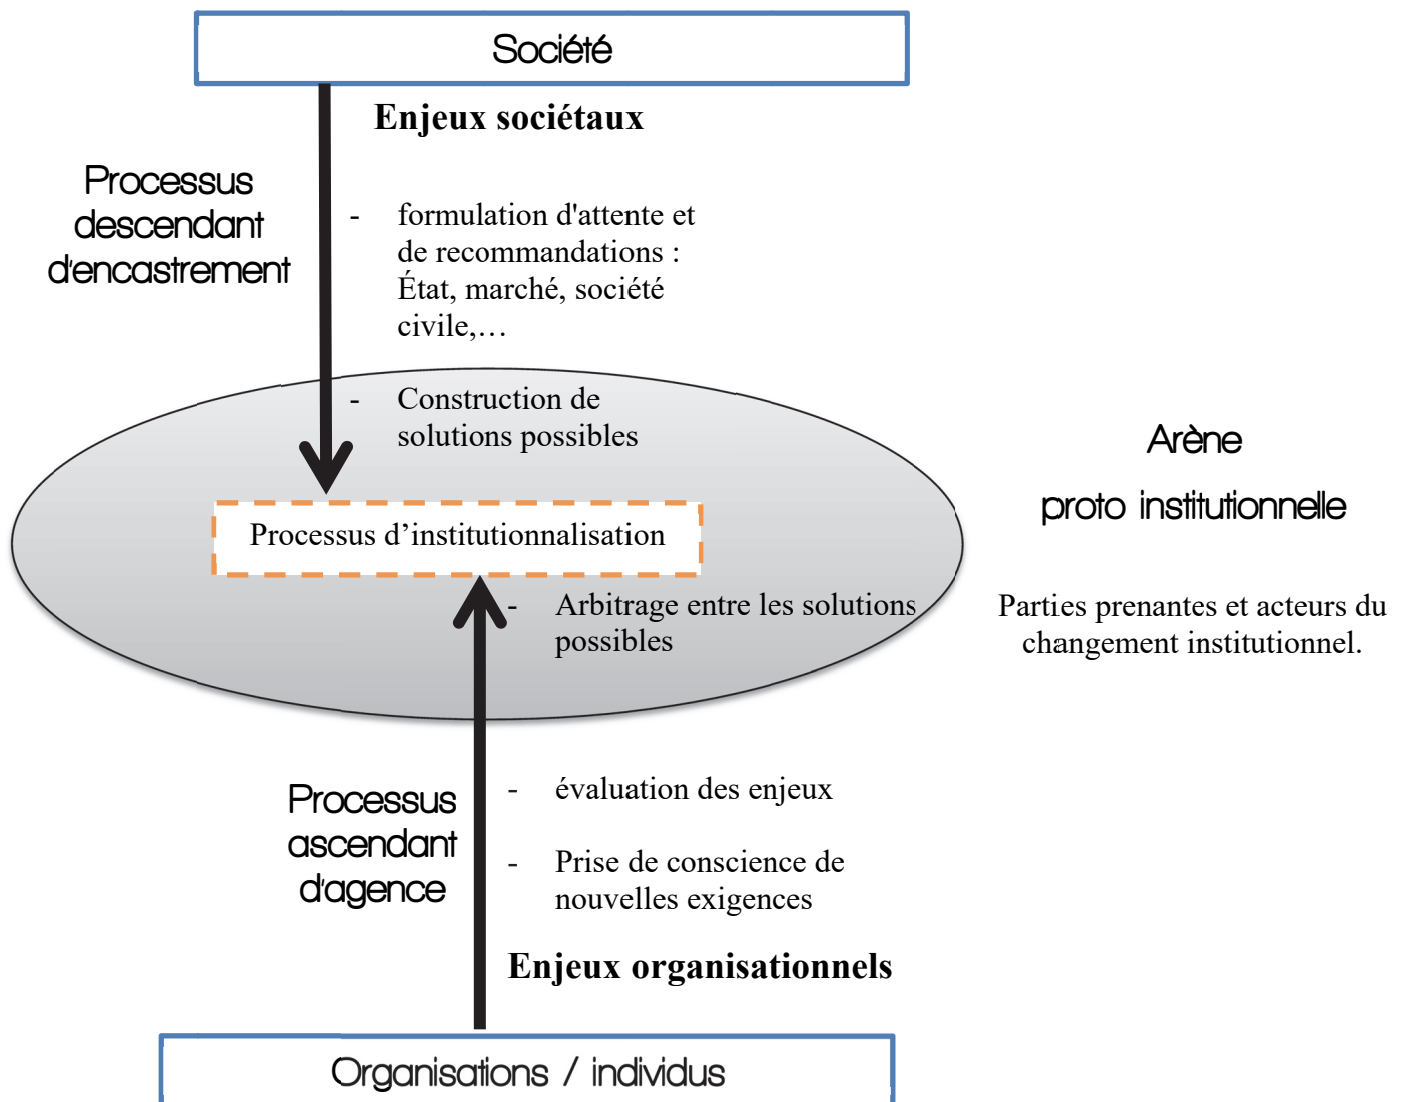 Société
Enjeux sociétaux
Processus
descendant
d'encastrement
- formulation d'attente et
de recommandations :
État, marché, société
civile,…
- Construction de
solutions possibles
Arène
proto institutionnelle
Processus d’institutionnalisation
- Arbitrage entre les solutions
possibles
Parties prenantes et acteurs du
changement institutionnel.
Processus
ascendant
d'agence
- évaluation des enjeux
- Prise de conscience de
nouvelles exigences
Enjeux organisationnels
Organisations / individus